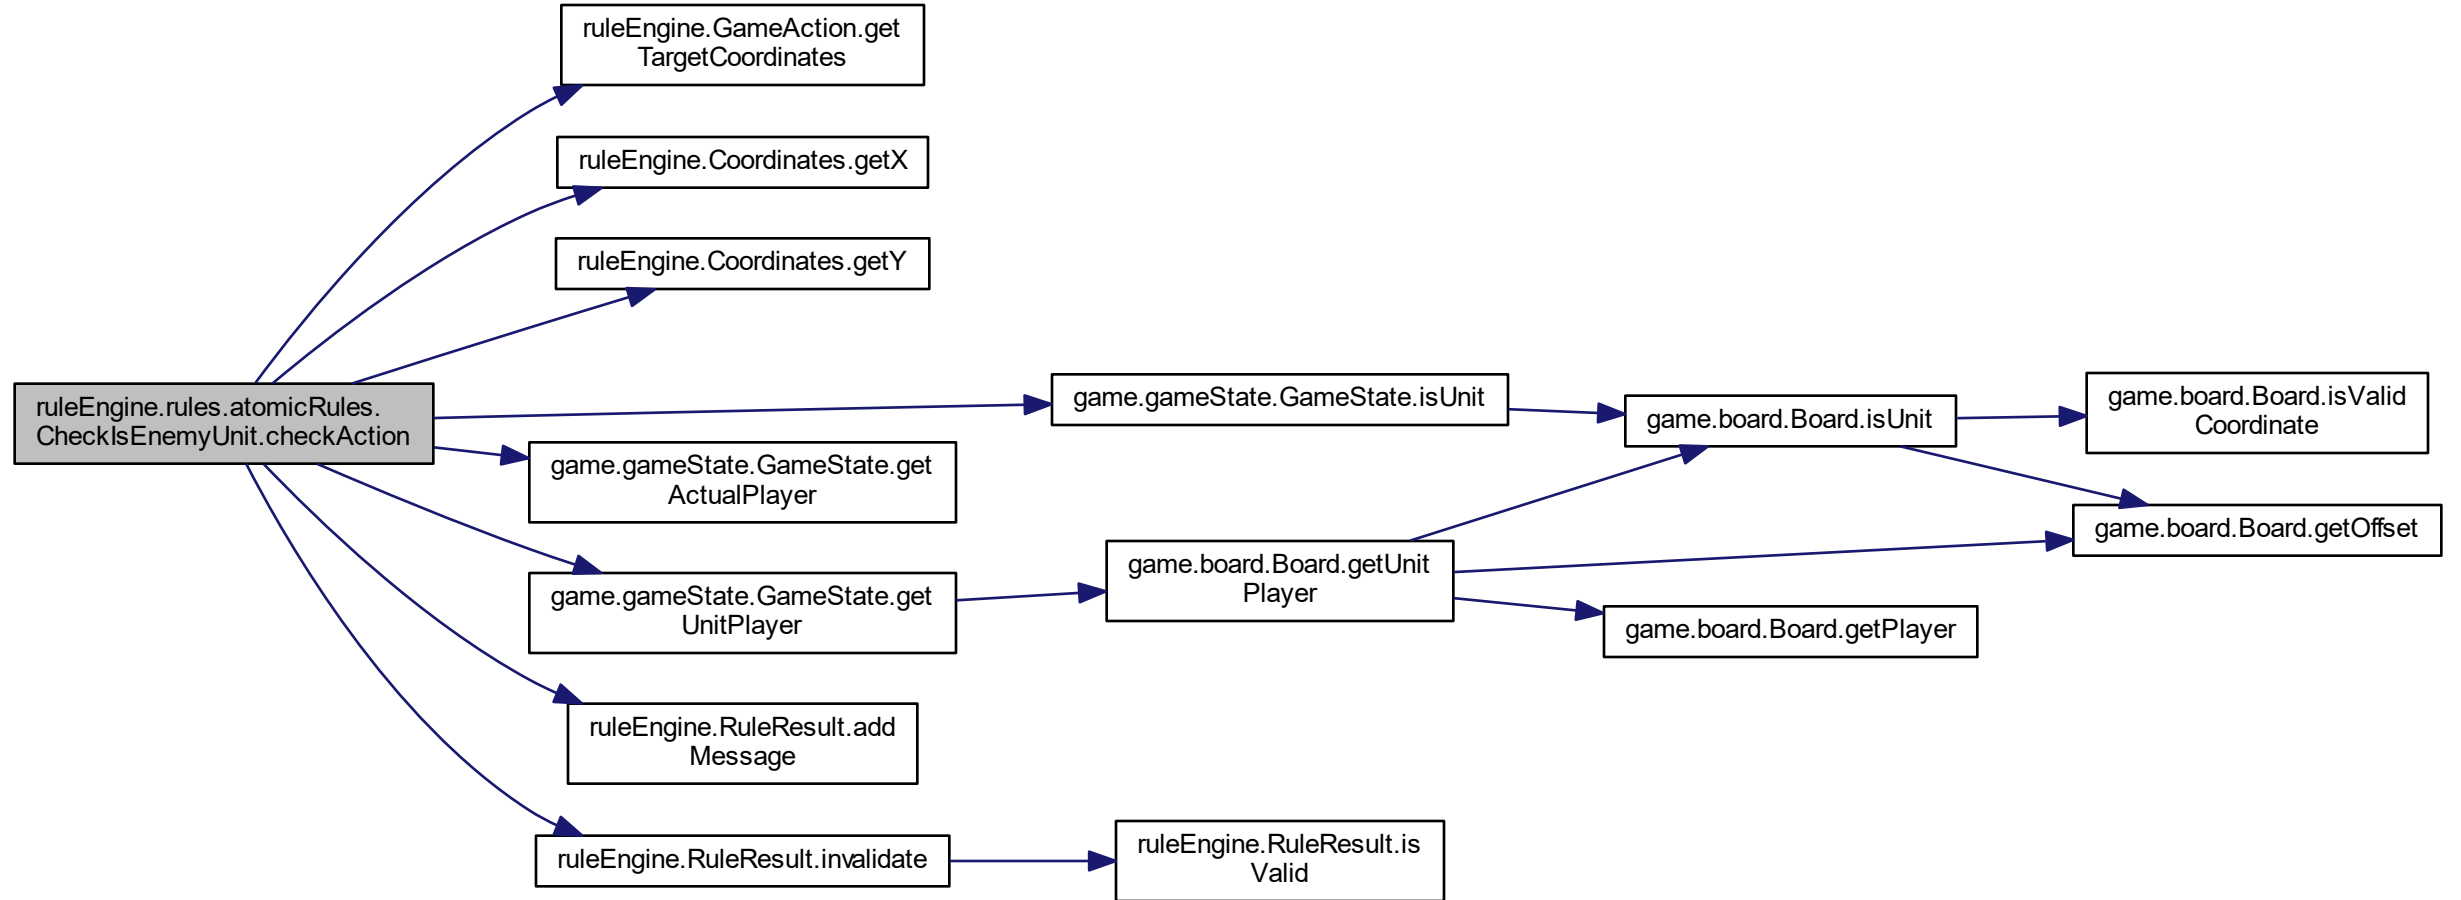 ruleEngine.GameAction.get
TargetCoordinates
ruleEngine.Coordinates.getX
ruleEngine.Coordinates.getY
ruleEngine.rules.atomicRules.
CheckIsEnemyUnit.checkAction
game.gameState.GameState.isUnit
game.board.Board.isUnit
game.board.Board.isValid
Coordinate
game.gameState.GameState.get
ActualPlayer
game.board.Board.getOffset
game.board.Board.getUnit
Player
game.gameState.GameState.get
UnitPlayer
game.board.Board.getPlayer
ruleEngine.RuleResult.add
Message
ruleEngine.RuleResult.invalidate
ruleEngine.RuleResult.is
Valid